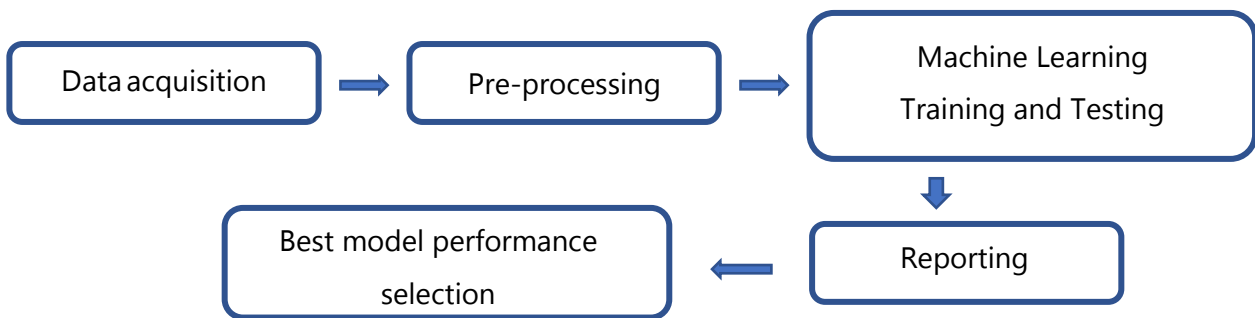 Data acquisition
Pre-processing
Machine Learning
Training and Testing
Reporting
Best model performance
selection